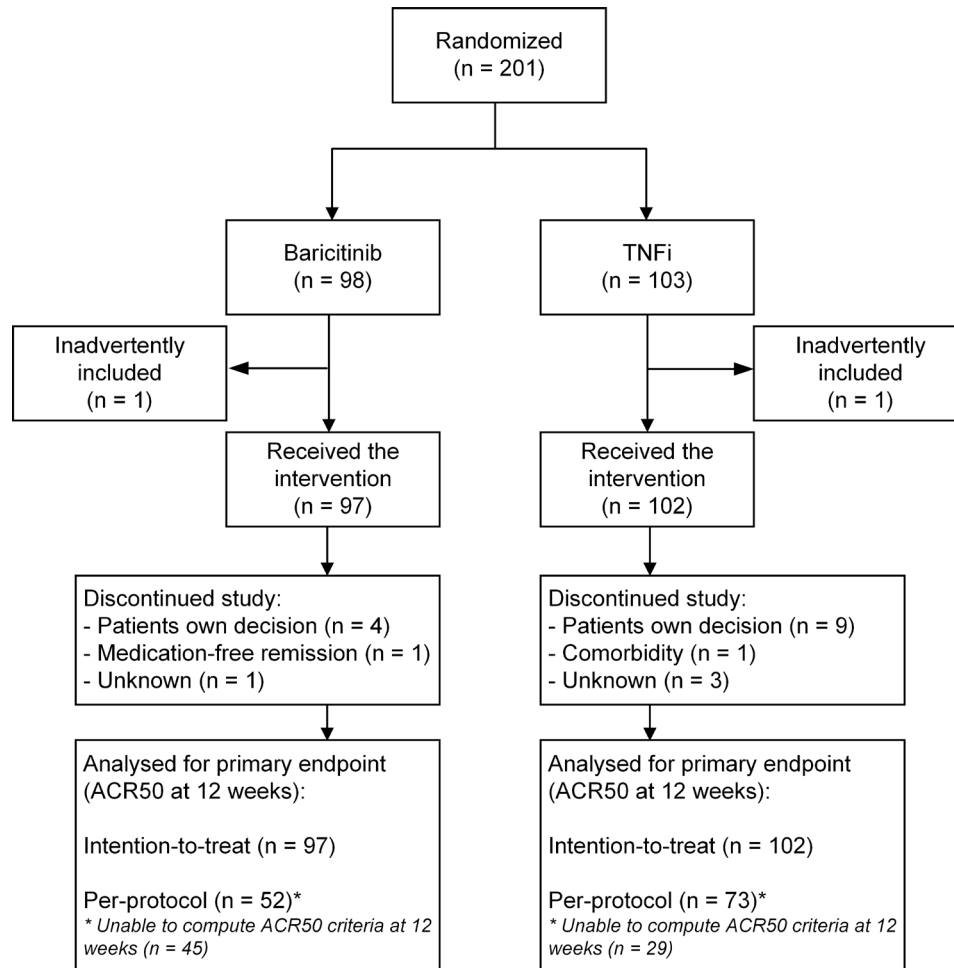 Randomized
(n = 201)
Baricitinib
(n = 98)
TNFi
(n = 103)
Inadvertently
included
(n = 1)
Inadvertently
included
(n = 1)
Received the
intervention
(n = 97)
Received the
intervention
(n = 102)
Discontinued study:
- Patients own decision (n = 4)
- Medication-free remission (n = 1)
- Unknown (n = 1)
Discontinued study:
- Patients own decision (n = 9)
- Comorbidity (n = 1)
- Unknown (n = 3)
Analysed for primary endpoint
(ACR50 at 12 weeks):
Intention-to-treat (n = 97)
Per-protocol (n = 52)*
* Unable to compute ACR50 criteria at 12
weeks (n = 45)
Analysed for primary endpoint
(ACR50 at 12 weeks):
Intention-to-treat (n = 102)
Per-protocol (n = 73)*
* Unable to compute ACR50 criteria at 12
weeks (n = 29)